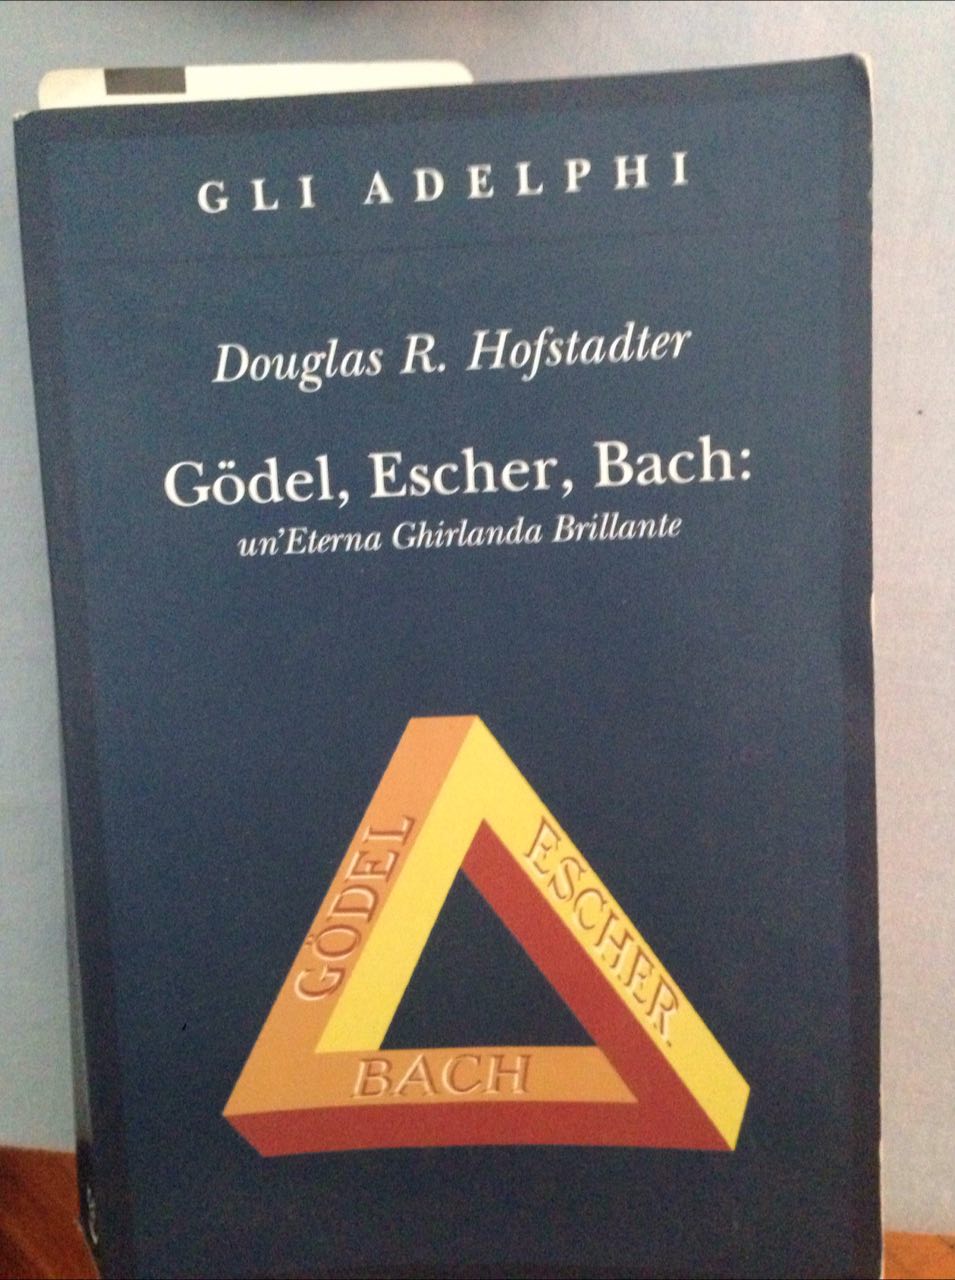 GLI ADELPHI
Douglas R. Hofstadter
Gödel, Escher, Bach:
un'Eterna Ghirlanda Brillante
GÖDEL
ESCHER
BACH